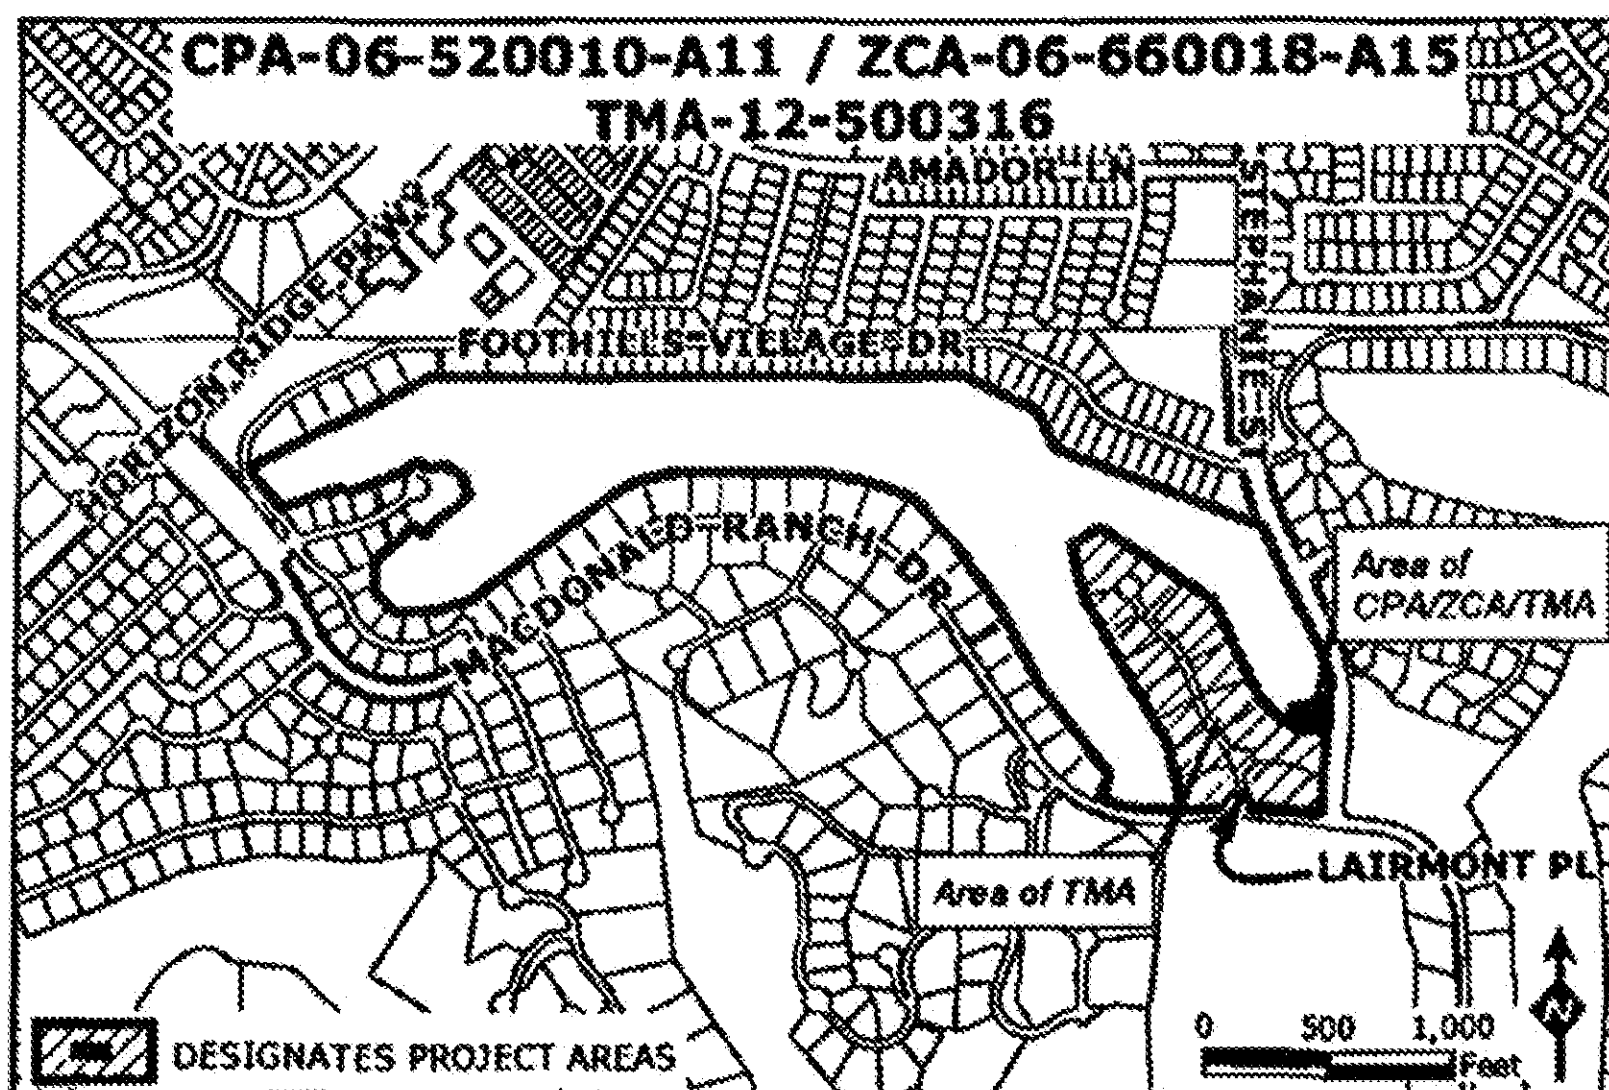 CPA-06-520010-A11 / ZCA-06-660018-A15
TMA-12-500316
AMADOR LN
STEPHANIE ST
HORIZON RIDGE PKWY
FOOTHILLS VILLAGE DR
MACDONALD RANCH DR
Area of
CPA/ZCA/TMA
LAIRMONT PL
Area of TMA
0 500 1,000
Feet
N
DESIGNATES PROJECT AREAS